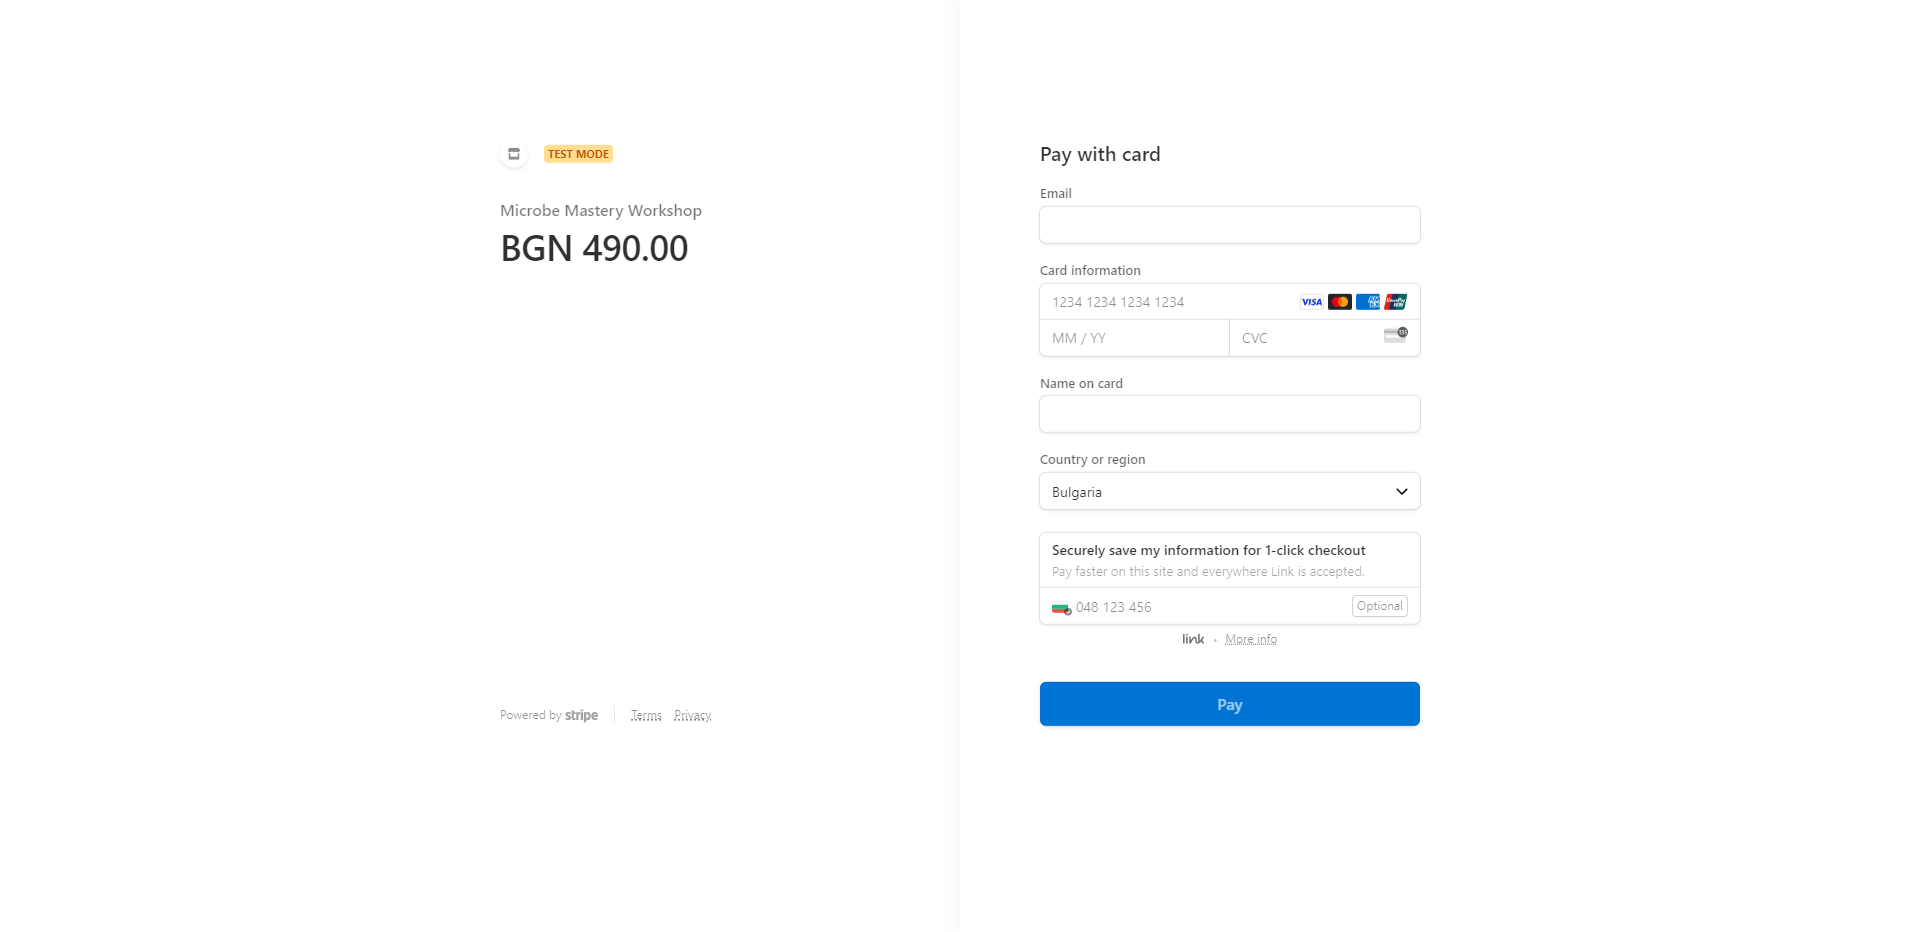 TEST MODE
Microbe Mastery Workshop
BGN 490.00
Powered by stripe
Terms
Privacy
Pay with card
Email
Card information
1234 1234 1234 1234
VISA
MM / YY
CVC
Name on card
Country or region
Bulgaria
Securely save my information for 1-click checkout
Pay faster on this site and everywhere Link is accepted.
048 123 456
Optional
link • More info
Pay